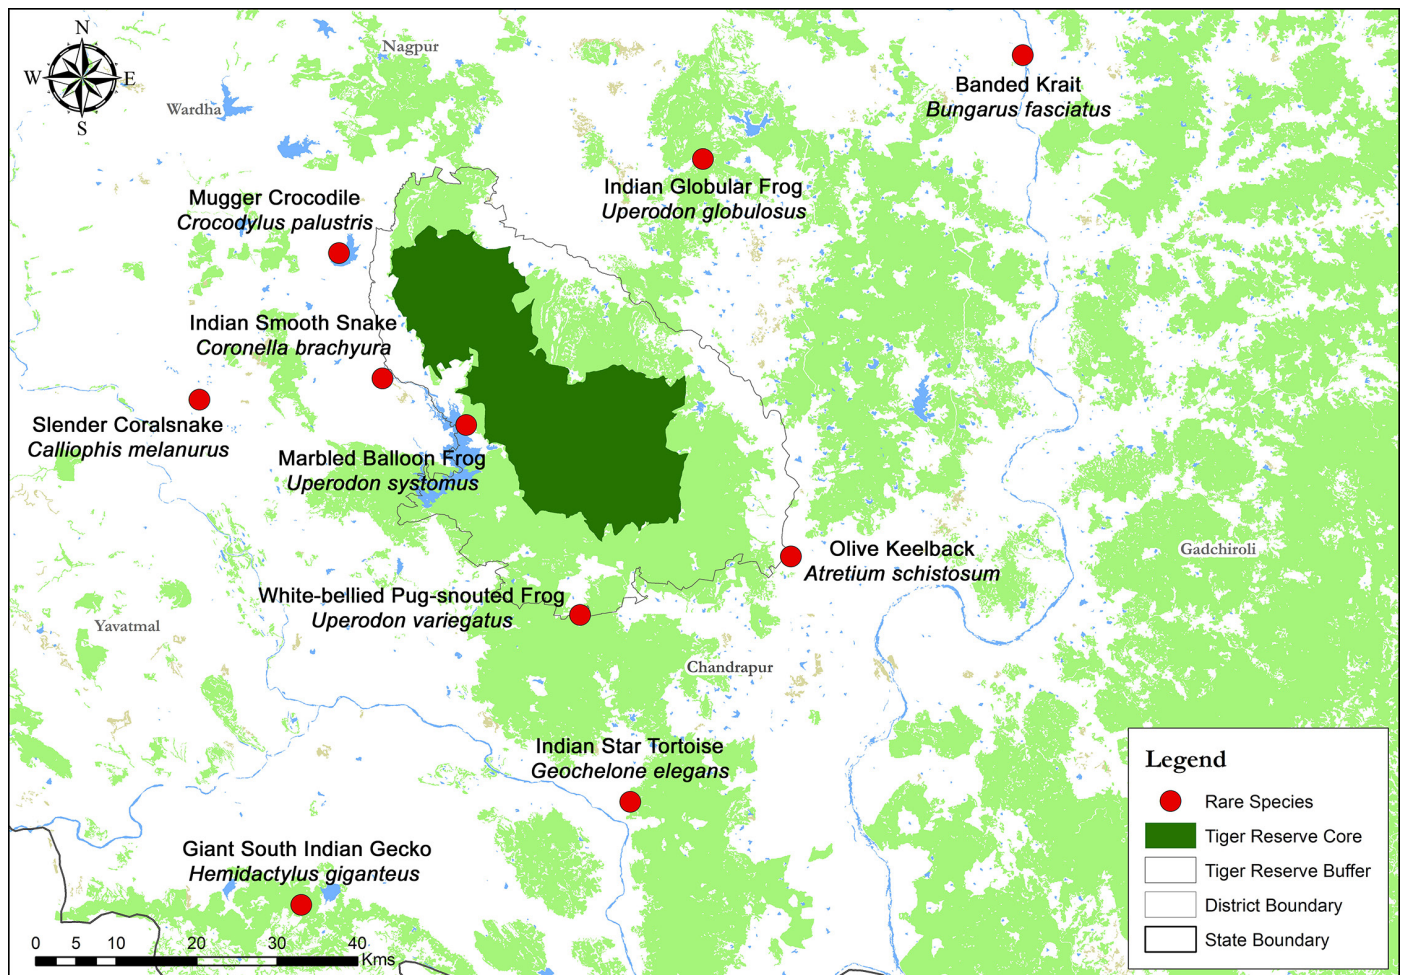 N
W
E
S
Nagpur
Wardha
Banded Krait
Bungarus fasciatus
Indian Globular Frog
Uperodon globulosus
Mugger Crocodile
Crocodylus palustris
Indian Smooth Snake
Coronella brachyura
Slender Coralsnake
Calliophis melanurus
Marbled Balloon Frog
Uperodon systomus
Olive Keelback
Atretium schistosum
Gadchiroli
White-bellied Pug-snouted Frog
Uperodon variegatus
Yavatmal
Chandrapur
Indian Star Tortoise
Geochelone elegans
Giant South Indian Gecko
Hemidactylus giganteus
0 5 10 20 30 40
Kms
Legend
Rare Species
Tiger Reserve Core
Tiger Reserve Buffer
District Boundary
State Boundary